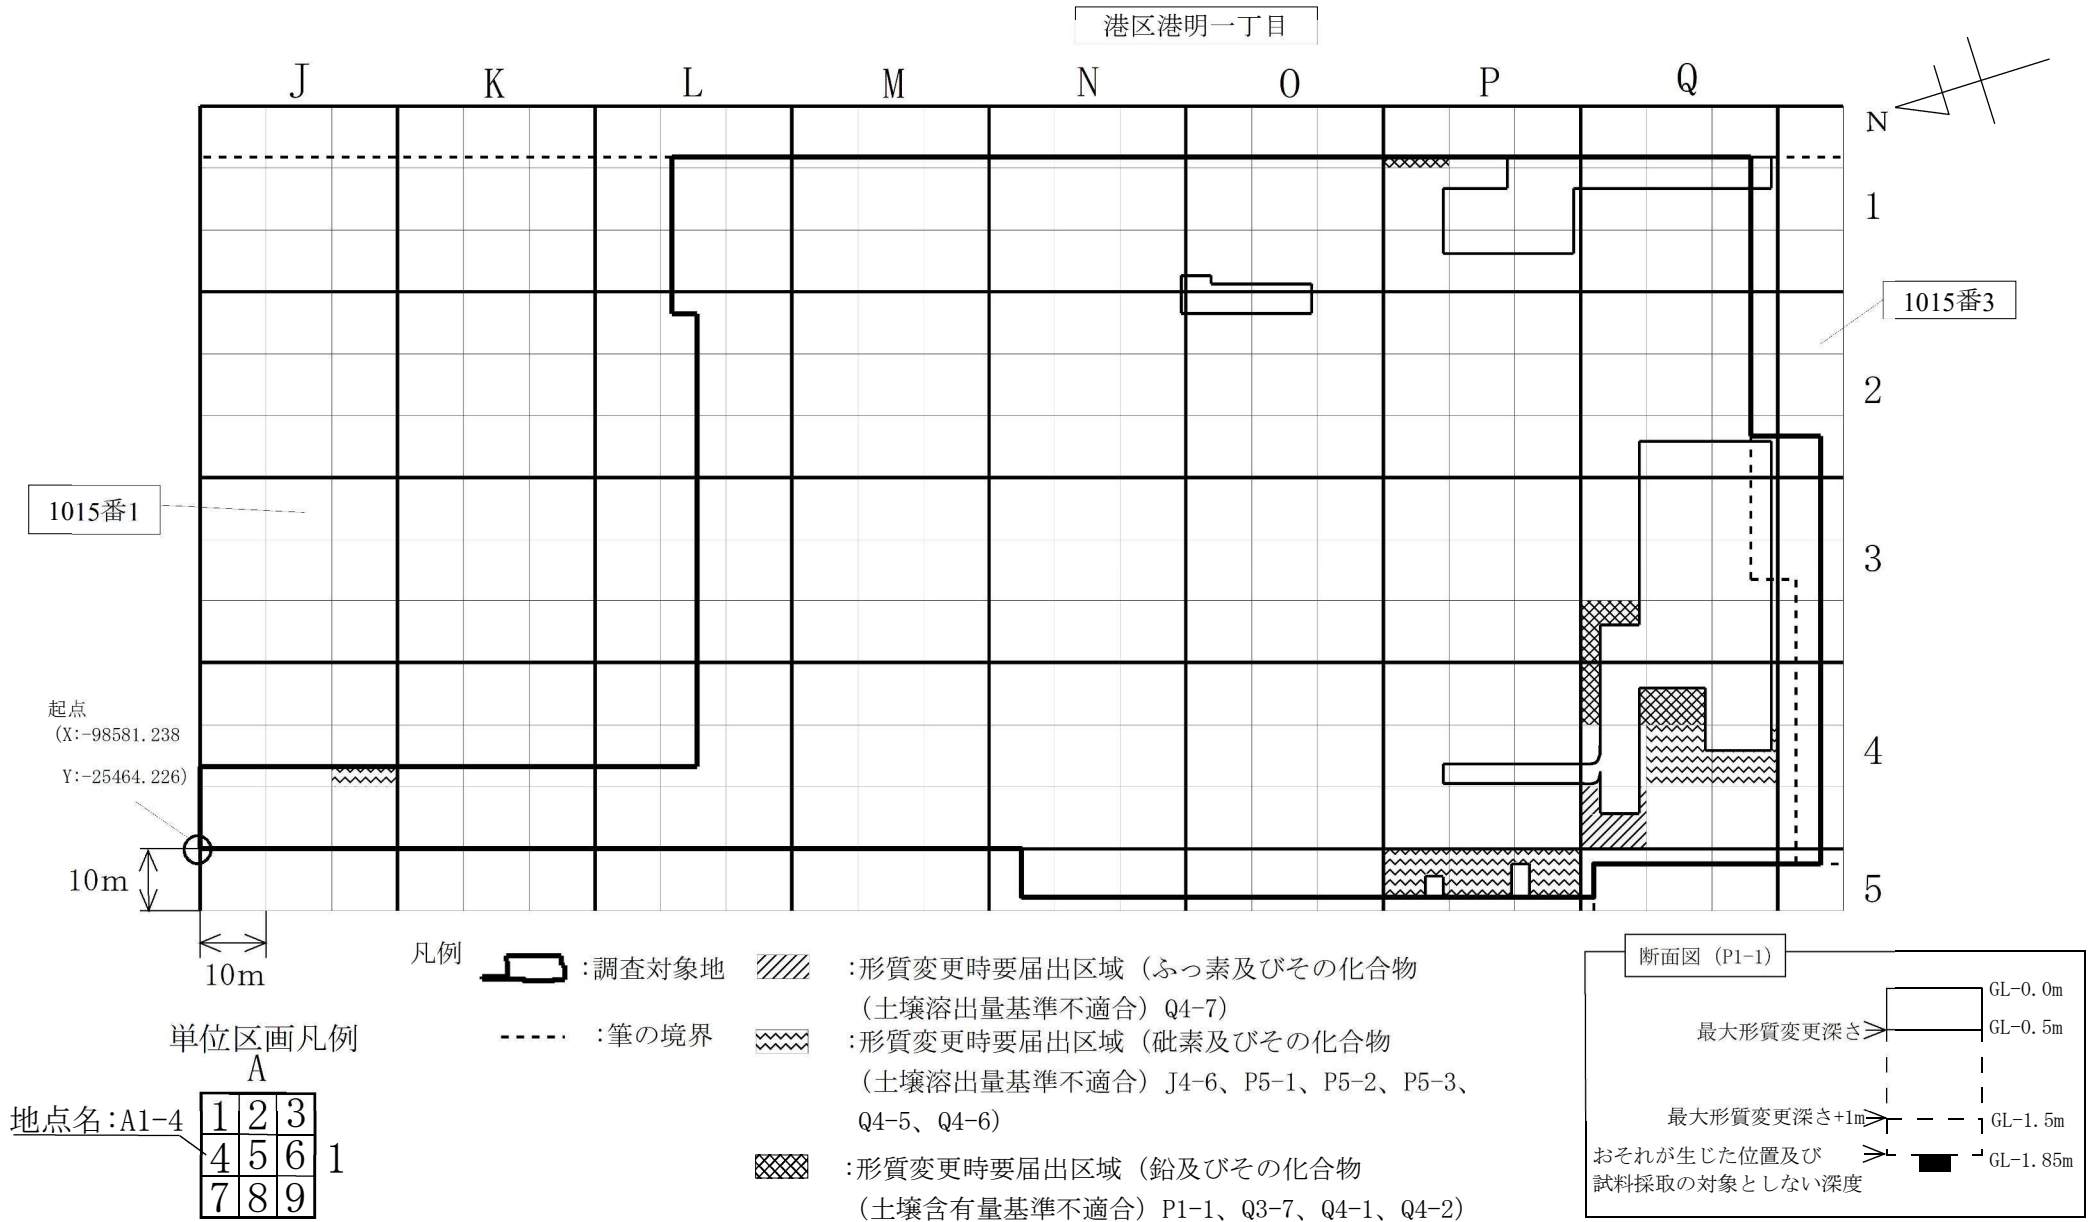 港区港明一丁目
J K L M N O P Q
N
1
2
3
4
5
1015番3
1015番1
起点
(X:-98581.238
Y:-25464.226)
10m
10m
凡例
:調査対象地
:筆の境界
:形質変更時要届出区域（ふっ素及びその化合物
（土壌溶出量基準不適合）Q4-7）
:形質変更時要届出区域（砒素及びその化合物
（土壌溶出量基準不適合）J4-6、P5-1、P5-2、P5-3、
Q4-5、Q4-6）
:形質変更時要届出区域（鉛及びその化合物
（土壌含有量基準不適合）P1-1、Q3-7、Q4-1、Q4-2）
単位区画凡例
A
1 2 3
4 5 6 1
7 8 9
地点名:A1-4
断面図（P1-1）
GL-0.0m
最大形質変更深さ GL-0.5m
最大形質変更深さ+1m GL-1.5m
おそれが生じた位置及び GL-1.85m
試料採取の対象としない深度